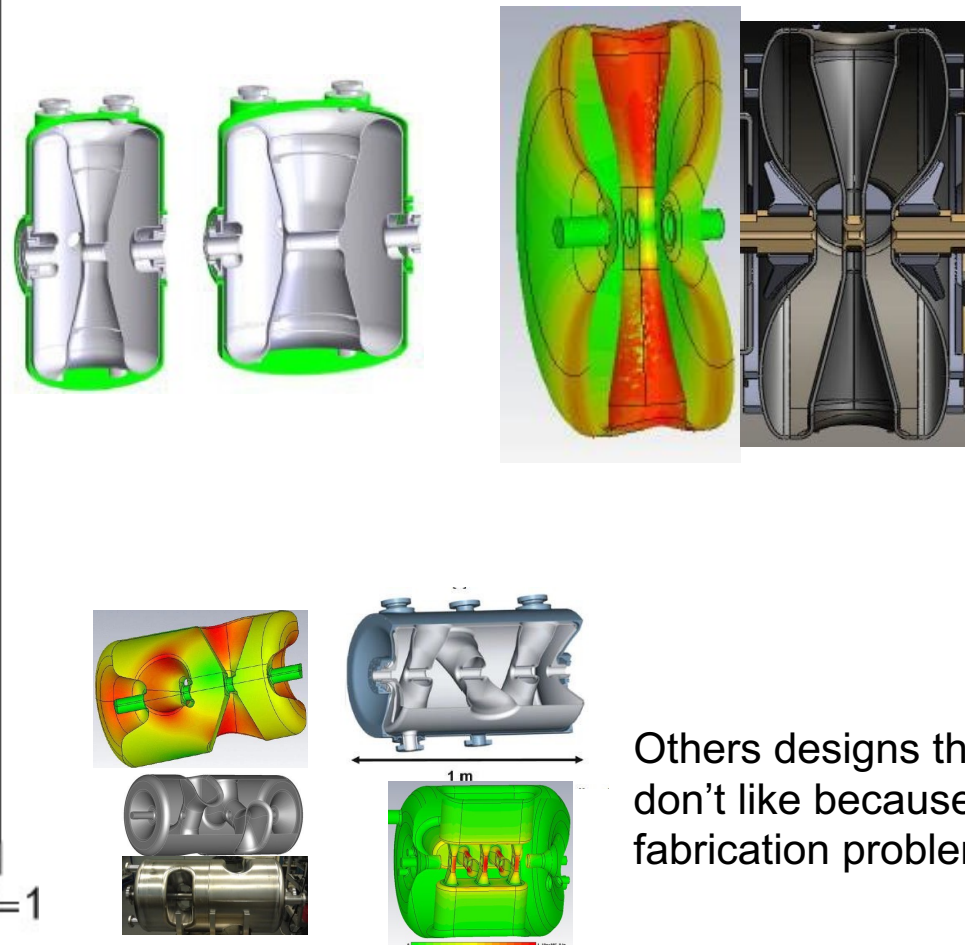 1 m
Others designs th
don’t like because
fabrication problem
=1